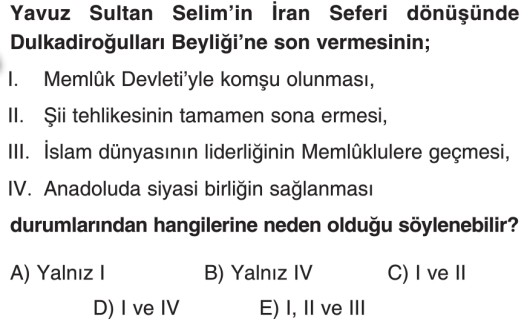 Yavuz Sultan Selim’in İran Seferi dönüşünde
Dulkadiroğulları Beyliği’ne son vermesinin;
I. Memlûk Devleti’yle komşu olunması,
II. Şii tehlikesinin tamamen sona ermesi,
III. İslam dünyasının liderliğinin Memlûklulere geçmesi,
IV. Anadoluda siyasi birliğin sağlanması
durumlarından hangilerine neden olduğu söylenebilir?
A) Yalnız I B) Yalnız IV C) I ve II
D) I ve IV E) I, II ve III